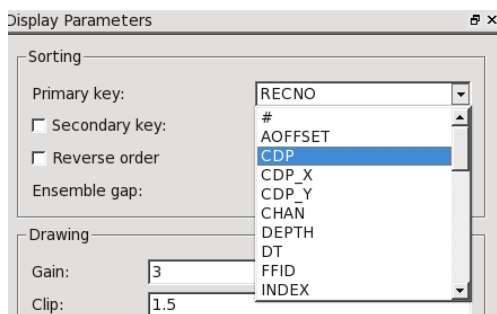 Display Parameters
Sorting
Primary key:
RECNO
Secondary key:
Reverse order
Ensemble gap:
#
AOFFSET
CDP
CDP_X
CDP_Y
CHAN
DEPTH
DT
FFID
INDEX
Drawing
Gain:
3
Clip:
1.5